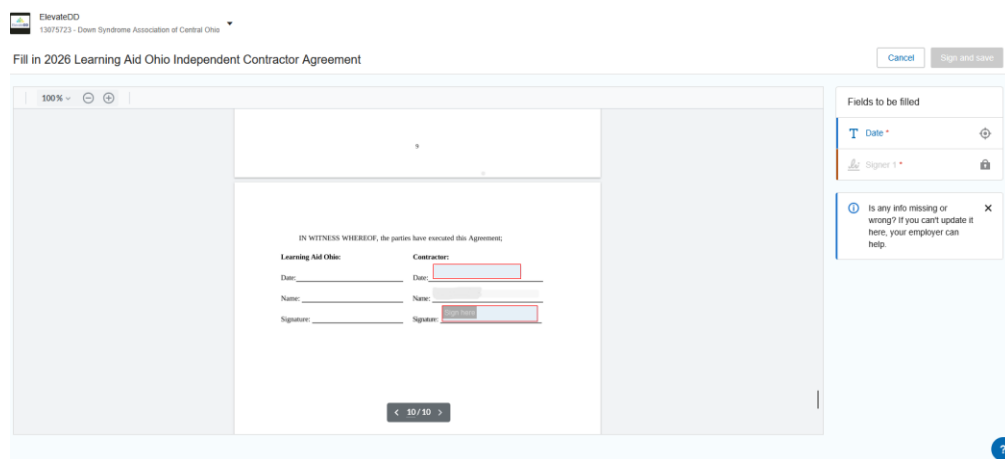 ElevateDD
13075723 - Down Syndrome Association of Central Ohio
Fill in 2026 Learning Aid Ohio Independent Contractor Agreement
Cancel
Sign and save
100%
Fields to be filled
T Date *
Signer 1 *
Is any info missing or
wrong? If you can't update it
here, your employer can
help.
9
IN WITNESS WHEREOF, the parties have executed this Agreement;
Learning Aid Ohio: Contractor:
Date: Date:
Name: Name:
Signature: Signature: Sign here
10/10
?